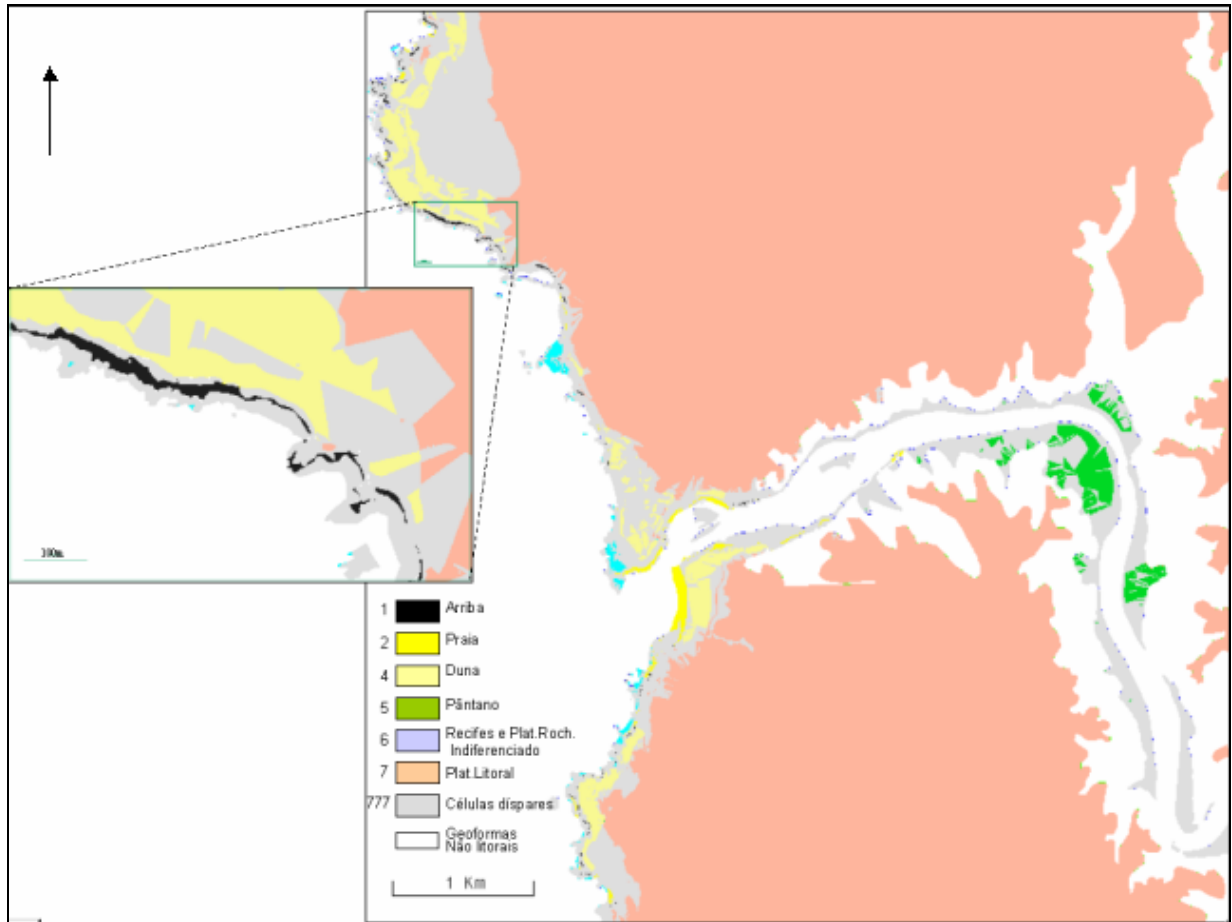 300m.
1 Arriba
2 Praia
4 Duna
5 Pântano
6 Recifes e Plat.Roch.
Indiferenciado
7 Plat.Litoral
777 Células díspares
Geoformas
Não litorais
1 Km